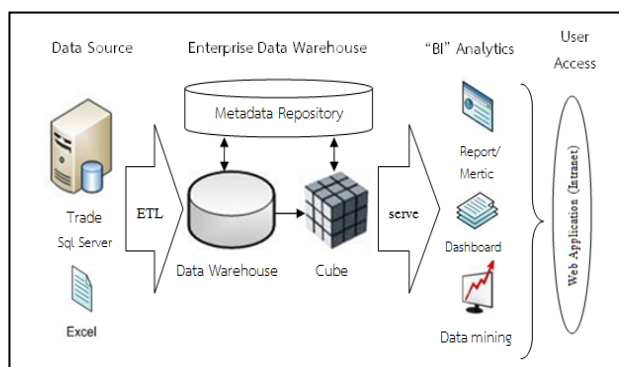 Data Source
Enterprise Data Warehouse
“BI” Analytics
User
Access
Metadata Repository
Trade
Sql Server
Excel
ETL
Data Warehouse
Cube
serve
Report/
Mertic
Dashboard
Data mining
Web Application (Intranet)